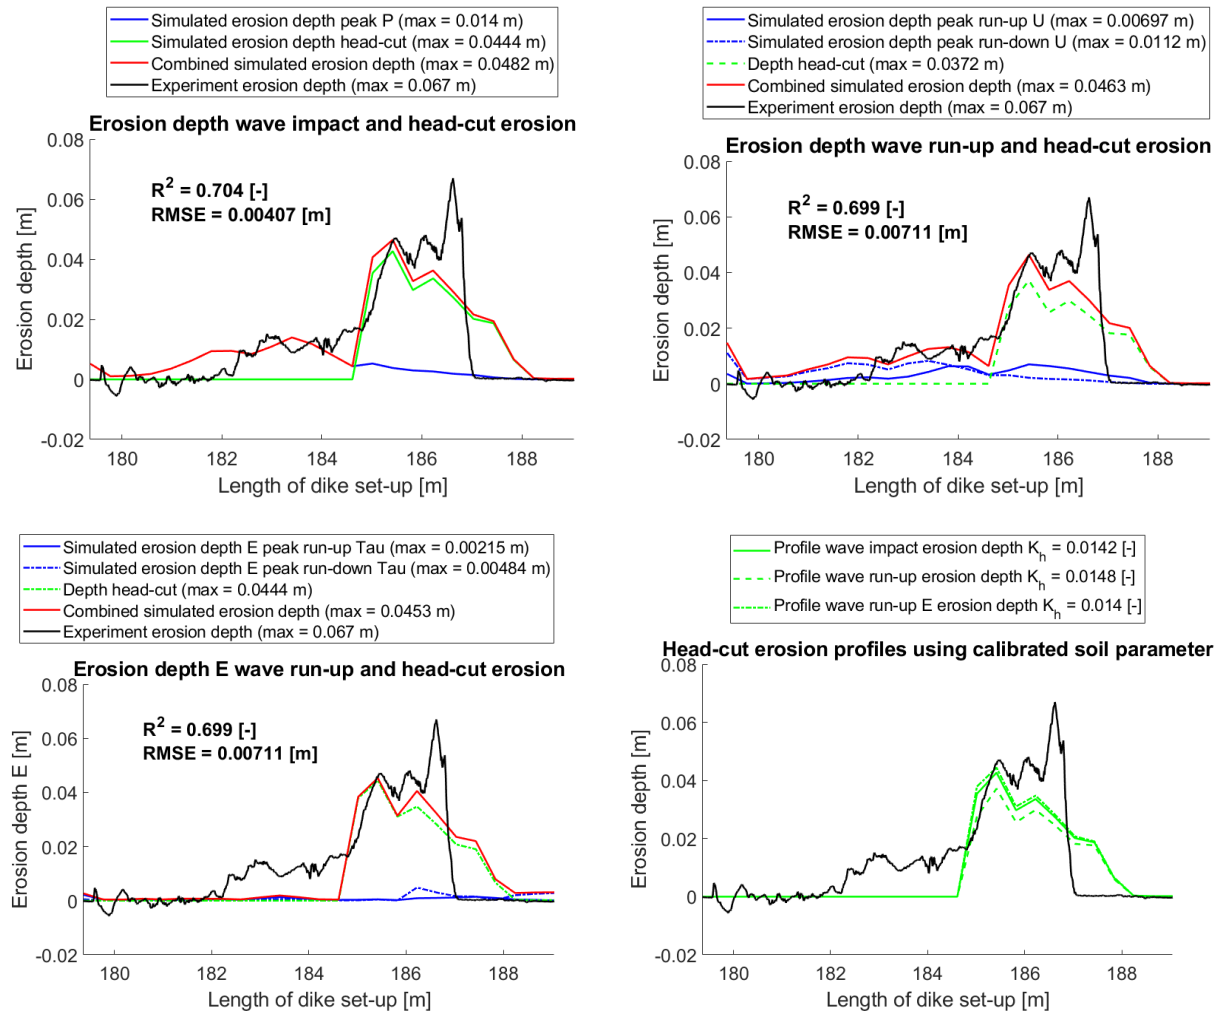 Simulated erosion depth peak P (max = 0.014 m)
Simulated erosion depth head-cut (max = 0.0444 m)
Combined simulated erosion depth (max = 0.0482 m)
Experiment erosion depth (max = 0.067 m)
Erosion depth wave impact and head-cut erosion
R2 = 0.704 [-]
RMSE = 0.00407 [m]
0.08
0.06
0.04
0.02
0
-0.02
Erosion depth [m]
180
182
184
186
188
Length of dike set-up [m]
Simulated erosion depth peak run-up U (max = 0.00697 m)
Simulated erosion depth peak run-down U (max = 0.0112 m)
Depth head-cut (max = 0.0372 m)
Combined simulated erosion depth (max = 0.0463 m)
Experiment erosion depth (max = 0.067 m)
Erosion depth wave run-up and head-cut erosion
R2 = 0.699 [-]
RMSE = 0.00711 [m]
0.08
0.06
0.04
0.02
0
-0.02
Erosion depth [m]
180
182
184
186
188
Length of dike set-up [m]
Simulated erosion depth E peak run-up Tau (max = 0.00215 m)
Simulated erosion depth E peak run-down Tau (max = 0.00484 m)
Depth head-cut (max = 0.0444 m)
Combined simulated erosion depth (max = 0.0453 m)
Experiment erosion depth (max = 0.067 m)
Erosion depth E wave run-up and head-cut erosion
R2 = 0.699 [-]
RMSE = 0.00711 [m]
0.08
0.06
0.04
0.02
0
-0.02
Erosion depth E [m]
180
182
184
186
188
Length of dike set-up [m]
Profile wave impact erosion depth Kh = 0.0142 [-]
Profile wave run-up erosion depth Kh = 0.0148 [-]
Profile wave run-up E erosion depth Kh = 0.014 [-]
Head-cut erosion profiles using calibrated soil parameter
0.08
0.06
0.04
0.02
0
-0.02
Erosion depth [m]
180
182
184
186
188
Length of dike set-up [m]